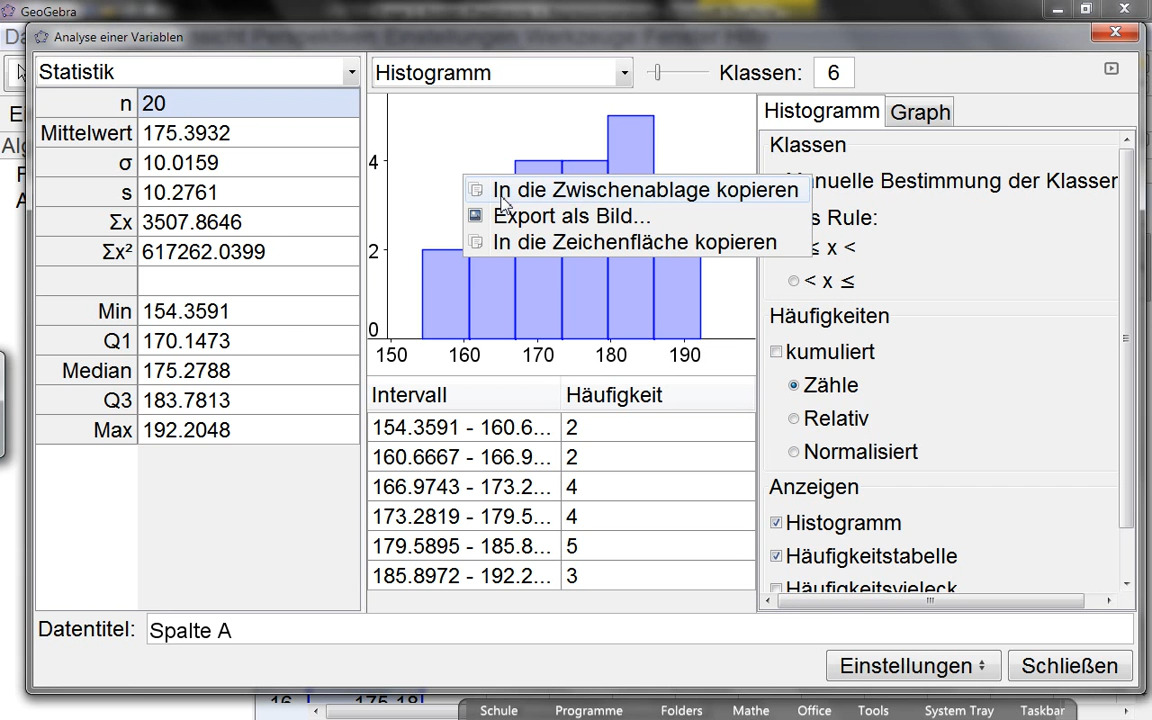 GeoGebra
Analyse einer Variablen
Statistik
Histogramm
Klassen: 6
n 20
Mittelwert 175.3932
σ 10.0159
s 10.2761
Σx 3507.8646
Σx² 617262.0399
Min 154.3591
Q1 170.1473
Median 175.2788
Q3 183.7813
Max 192.2048
4
2
0
150 160 170 180 190
In die Zwischenablage kopieren
Export als Bild...
In die Zeichenfläche kopieren
Intervall Häufigkeit
154.3591 - 160.6... 2
160.6667 - 166.9... 2
166.9743 - 173.2... 4
173.2819 - 179.5... 4
179.5895 - 185.8... 5
185.8972 - 192.2... 3
Histogramm Graph
Klassen
nuelle Bestimmung der Klassen
s Rule:
≤ x <
< x ≤
Häufigkeiten
kumuliert
Zähle
Relativ
Normalisiert
Anzeigen
Histogramm
Häufigkeitstabelle
Häufigkeitsvieleck
Datentitel: Spalte A
Einstellungen
Schließen
16 175.18
Schule Programme Folders Mathe Office Tools System Tray Taskbar